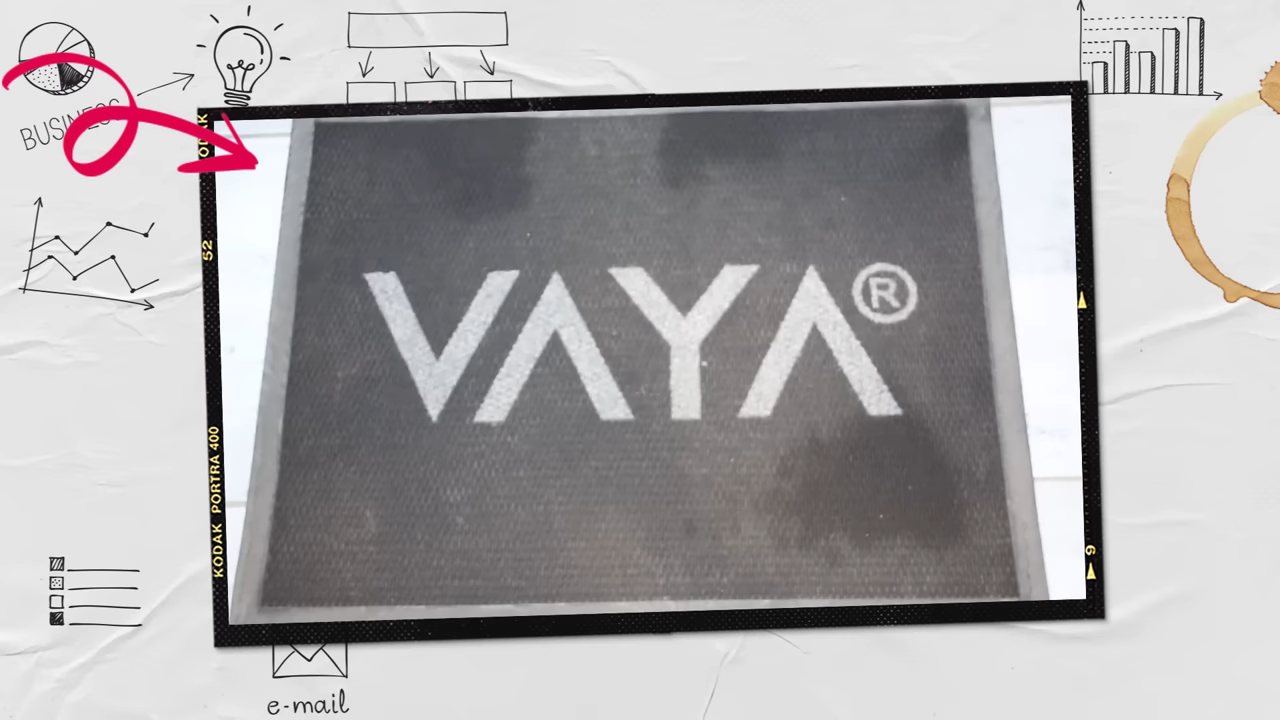 BUSINESS
KODAK
52
VAYA®
KODAK PORTRA 400
9
e-mail